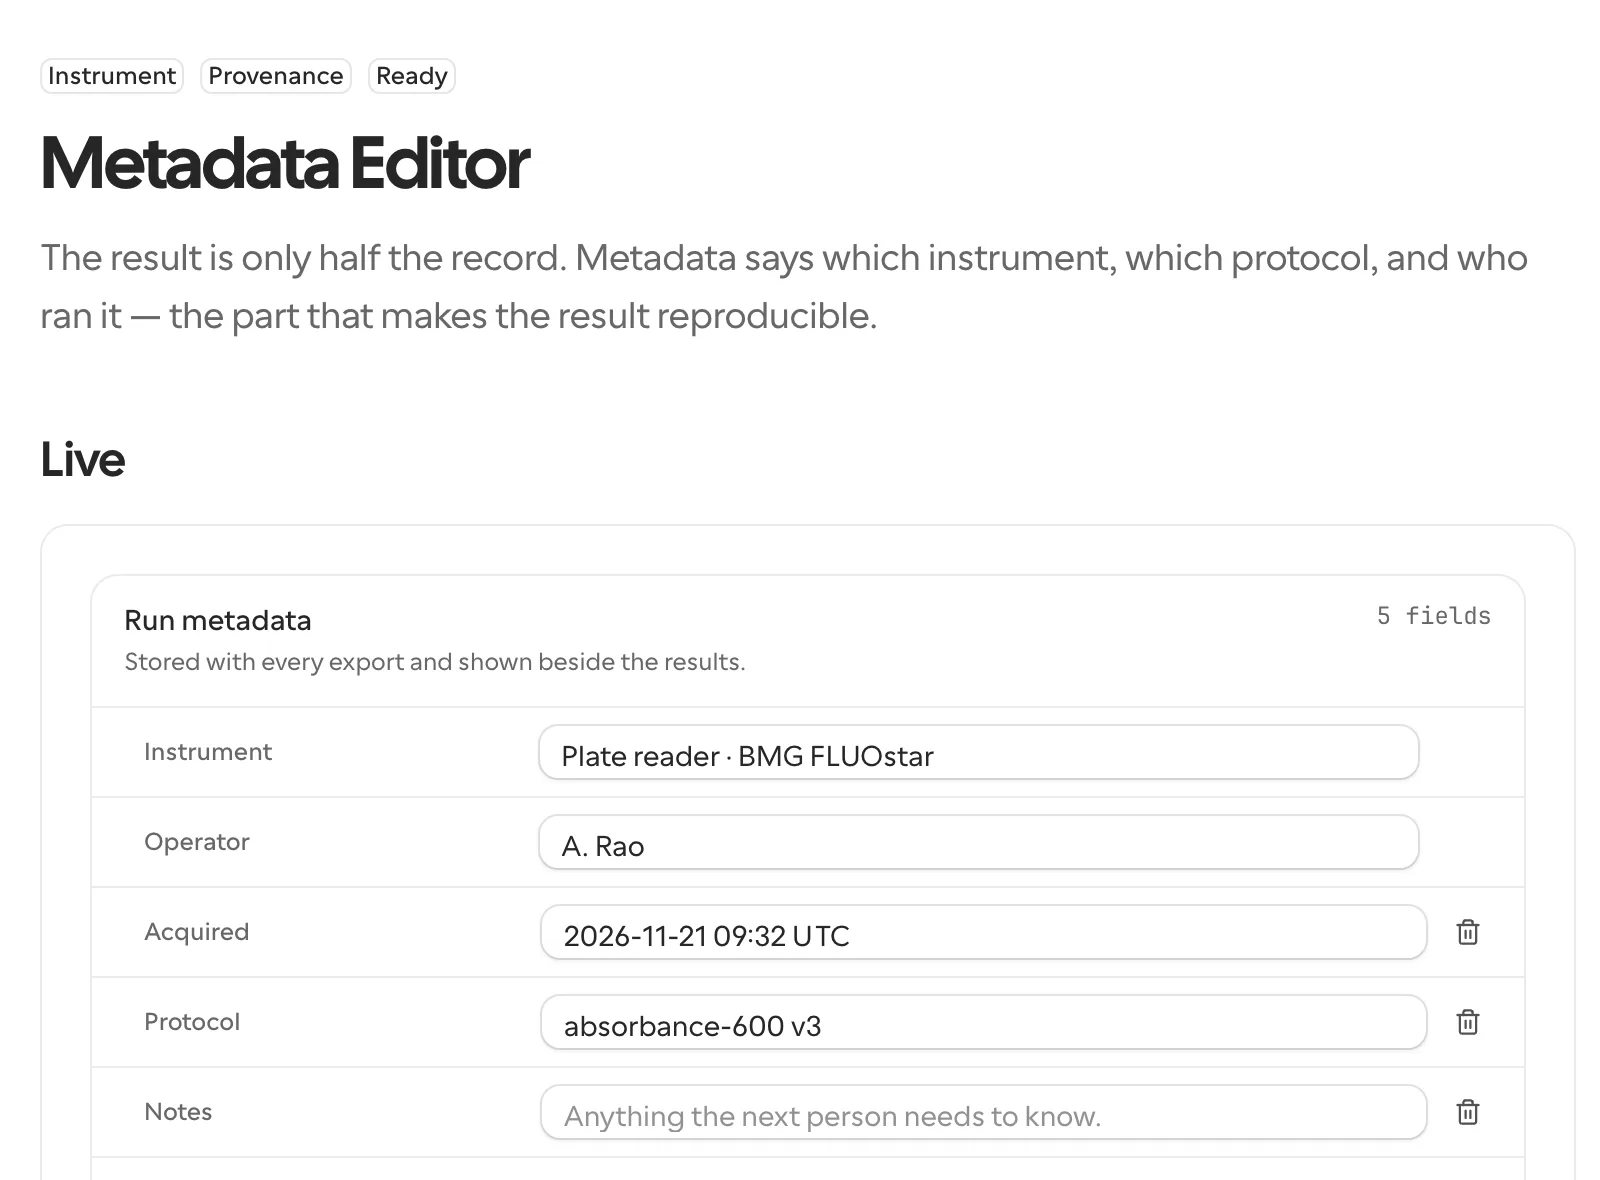 Instrument Provenance Ready
Metadata Editor
The result is only half the record. Metadata says which instrument, which protocol, and who
ran it — the part that makes the result reproducible.
Live
Run metadata
5 fields
Stored with every export and shown beside the results.
Instrument
Plate reader · BMG FLUOstar
Operator
A. Rao
Acquired
2026-11-21 09:32 UTC
Protocol
absorbance-600 v3
Notes
Anything the next person needs to know.